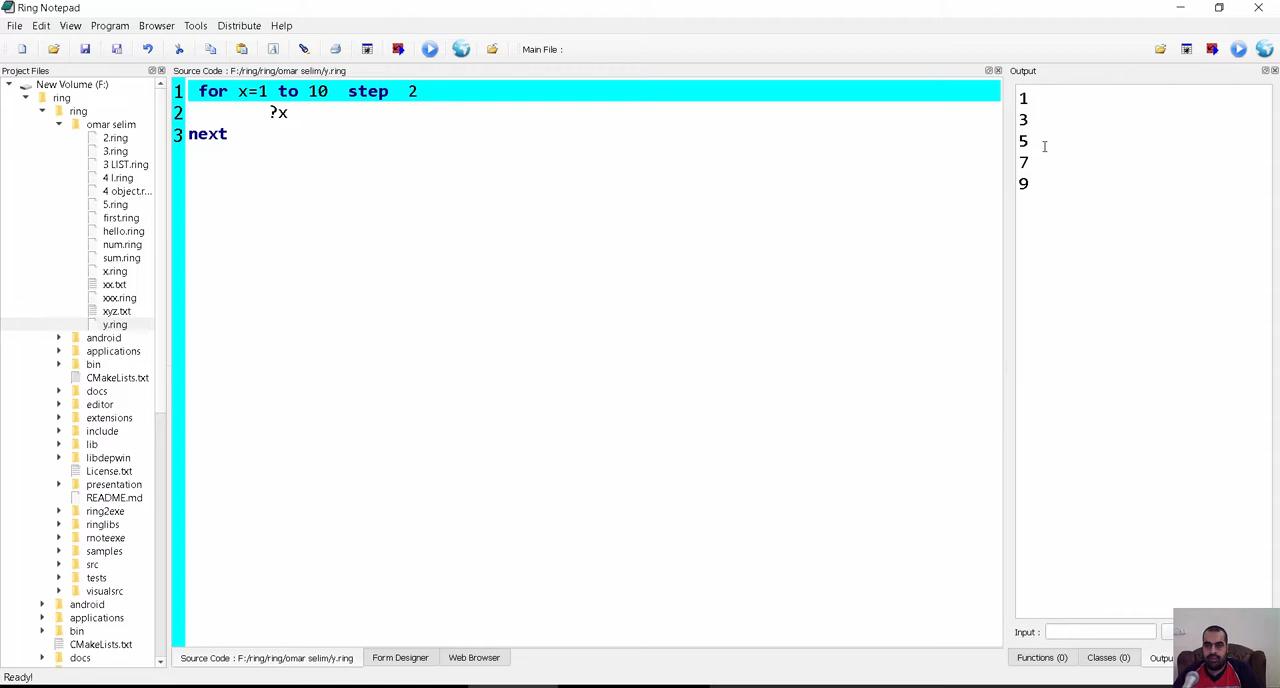 Ring Notepad
File Edit View Program Browser Tools Distribute Help
Main File :
Project Files
Source Code : F:/ring/ring/omar selim/y.ring
Output
New Volume (F:)
ring
ring
omar selim
2.ring
3.ring
3 LIST.ring
4 l.ring
4 object.r...
5.ring
first.ring
hello.ring
num.ring
sum.ring
x.ring
xx.txt
xxx.ring
xyz.txt
y.ring
android
applications
bin
CMakeLists.txt
docs
editor
extensions
include
lib
libdepwin
License.txt
presentation
README.md
ring2exe
ringlibs
rnoteexe
samples
src
tests
visualsrc
android
applications
bin
CMakeLists.txt
docs
1 for x=1 to 10 step 2
2 ?x
3 next
1
3
5
7
9
Input :
Source Code : F:/ring/ring/omar selim/y.ring Form Designer Web Browser
Functions (0) Classes (0) Outpu
Ready!